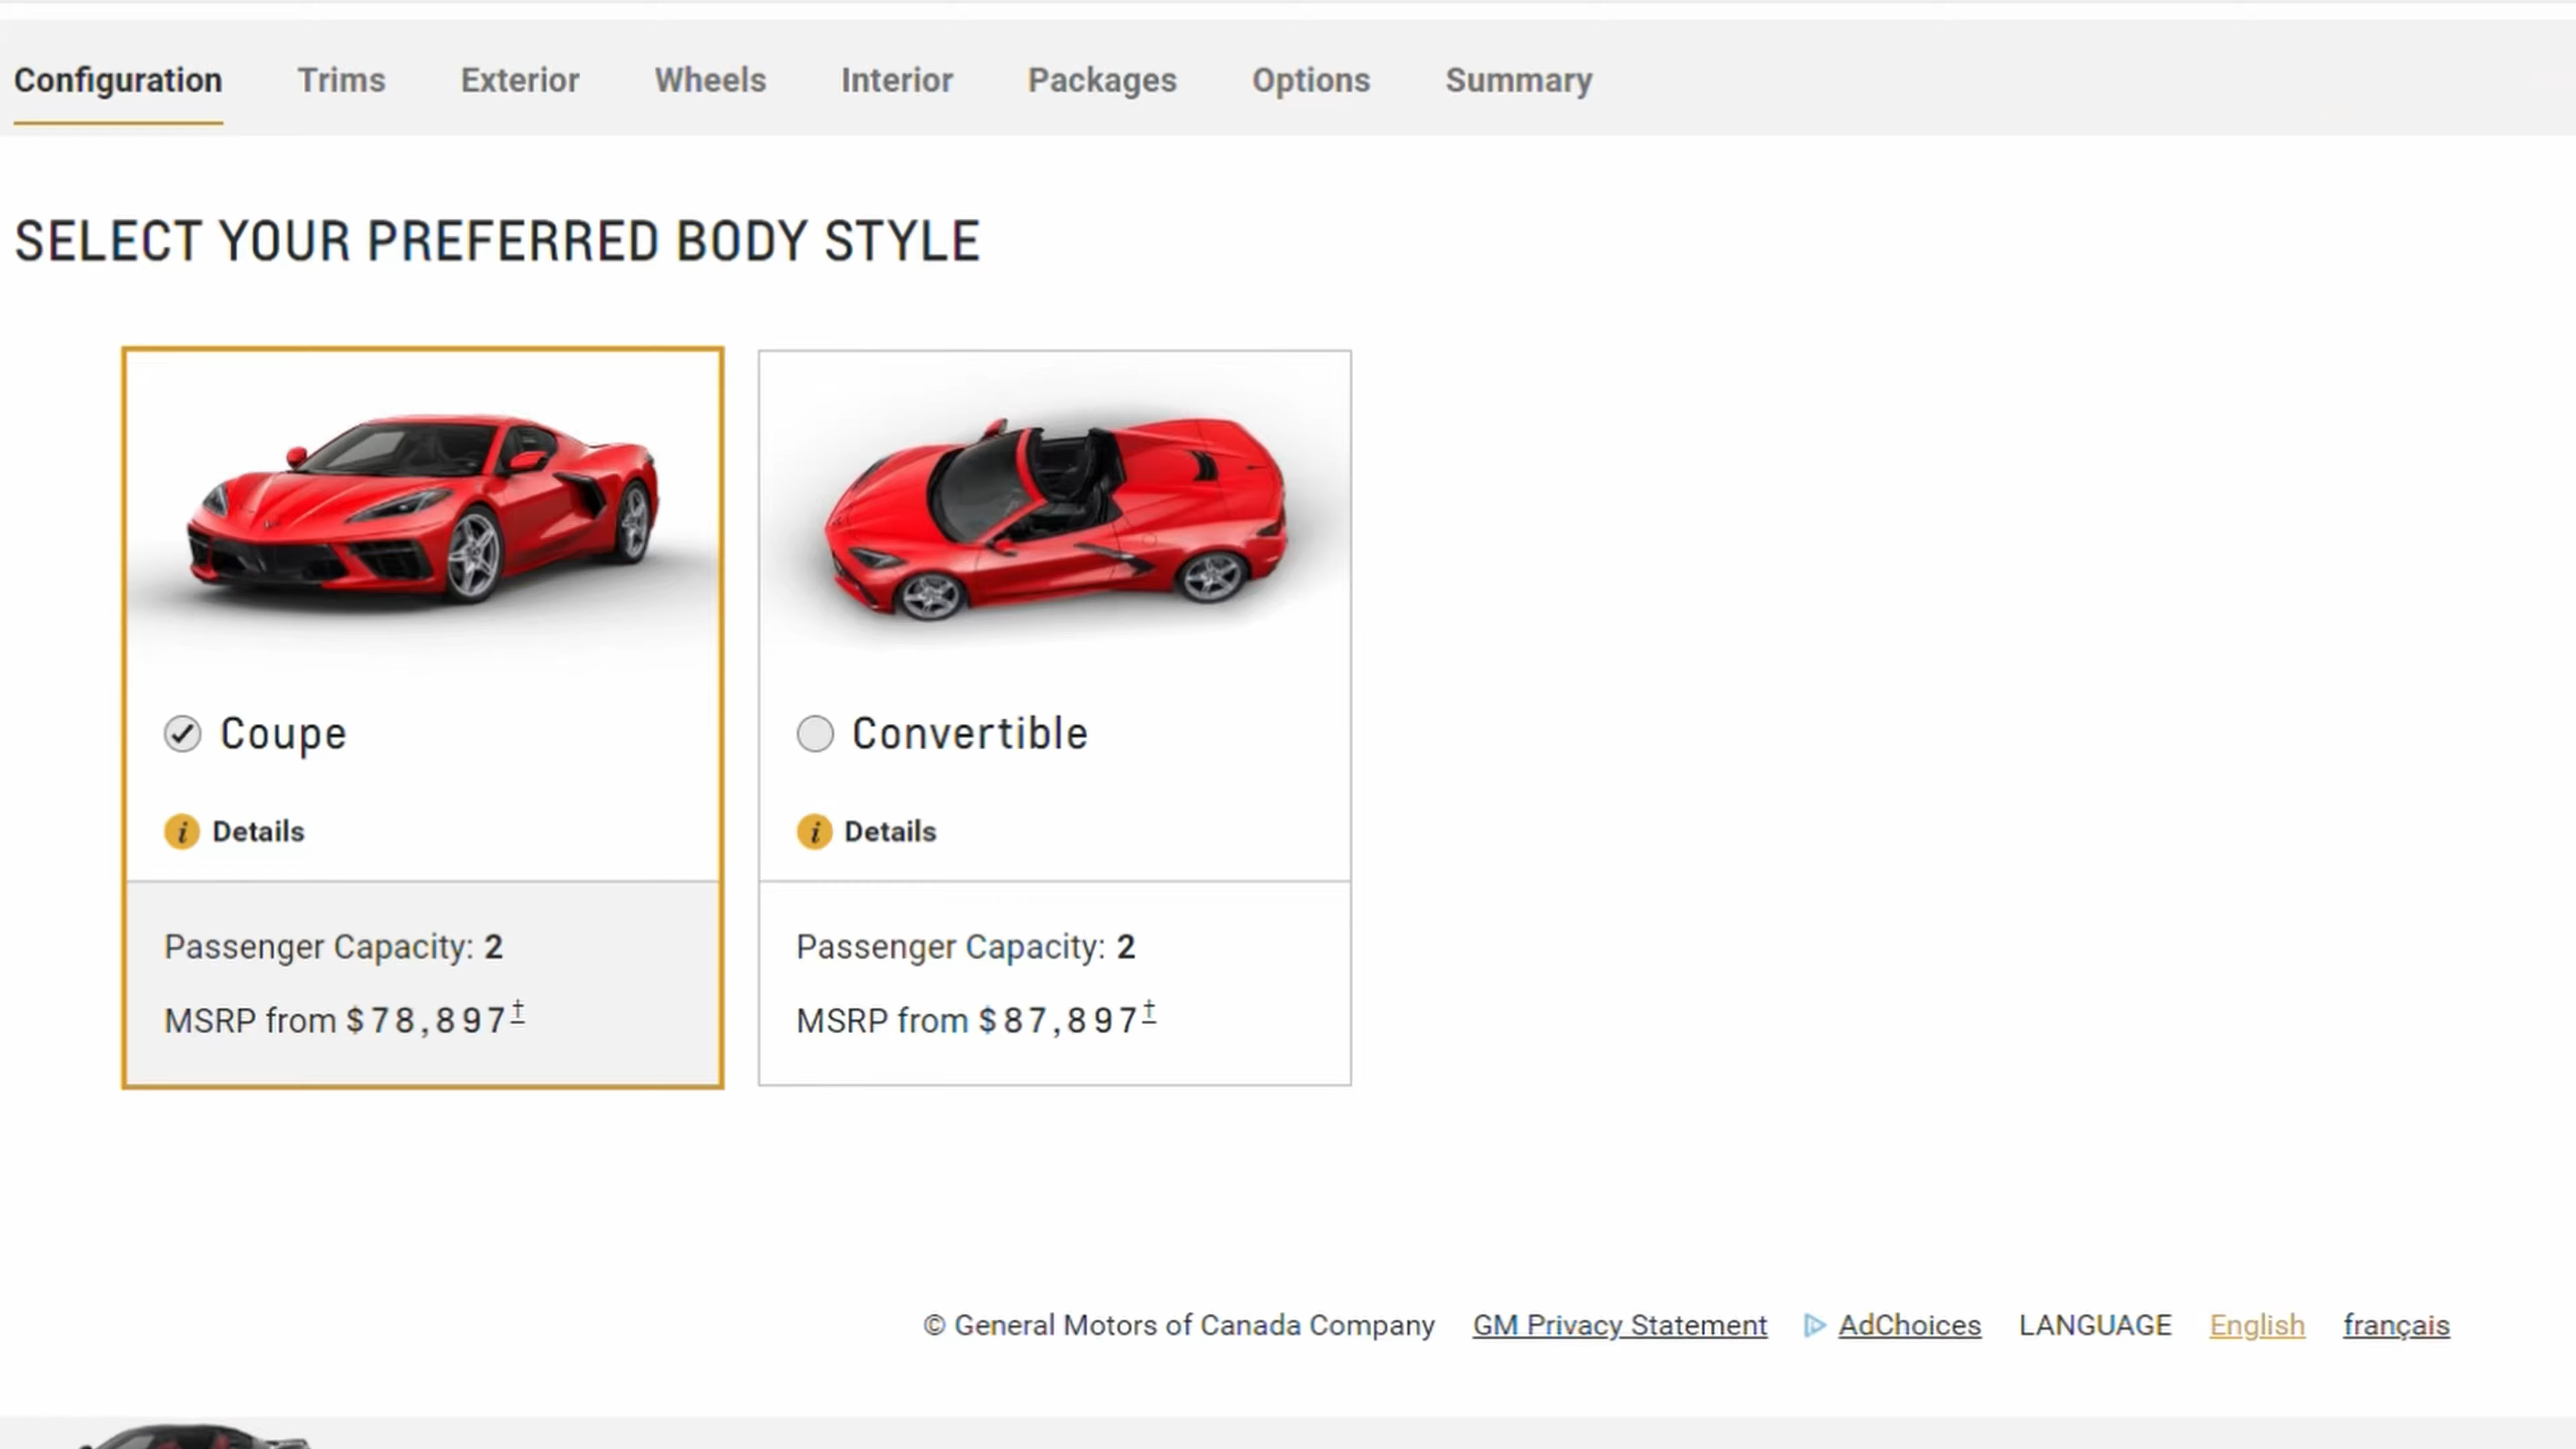 Configuration Trims Exterior Wheels Interior Packages Options Summary
SELECT YOUR PREFERRED BODY STYLE
Coupe
i Details
Passenger Capacity: 2
MSRP from $78,897†
Convertible
i Details
Passenger Capacity: 2
MSRP from $87,897†
© General Motors of Canada Company GM Privacy Statement AdChoices LANGUAGE English français